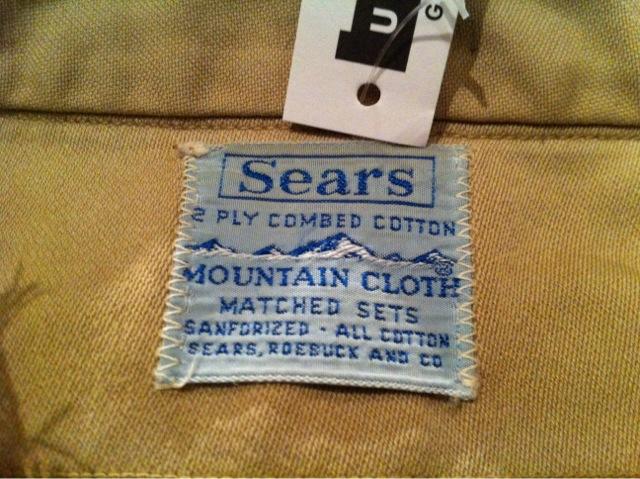 U
G
Sears
2 PLY COMBED COTTON
MOUNTAIN CLOTH
MATCHED SETS
SANFORIZED - ALL COTTON
SEARS, ROEBUCK AND CO